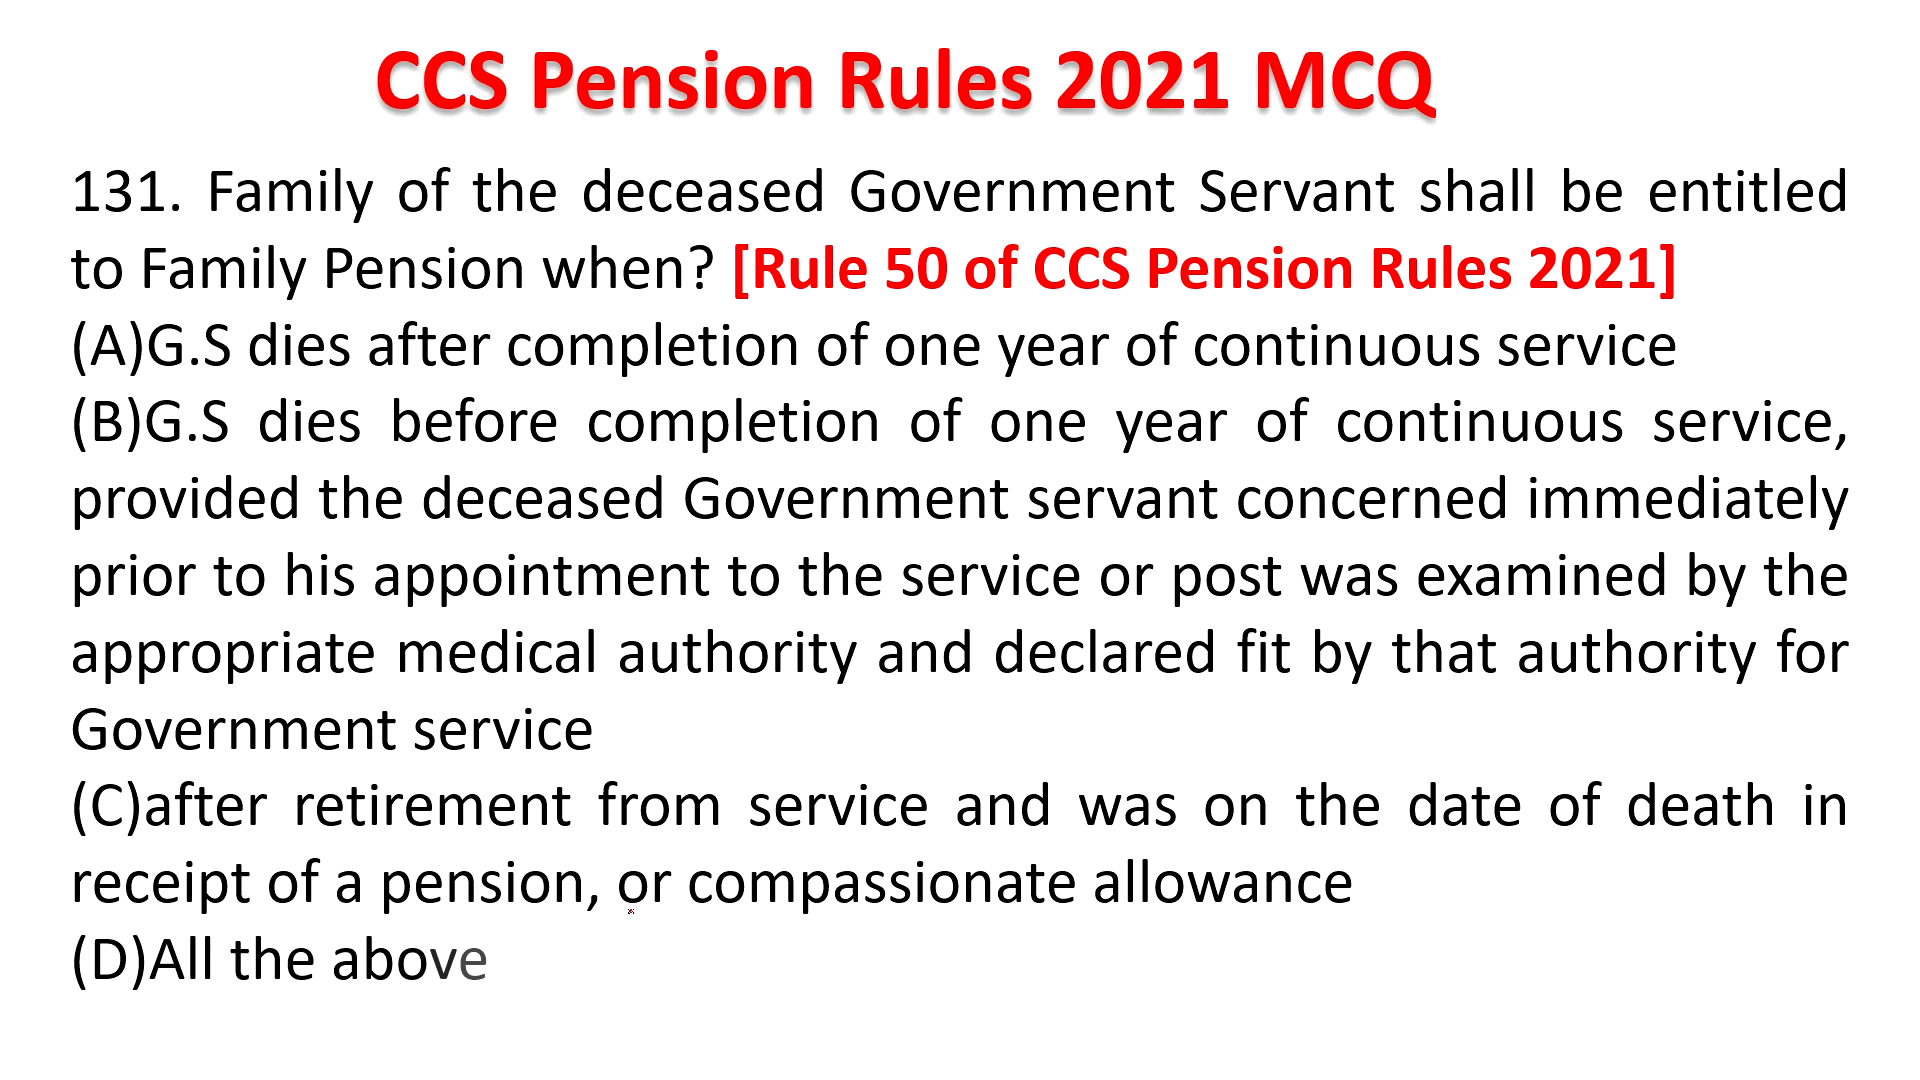 CCS Pension Rules 2021 MCQ
131. Family of the deceased Government Servant shall be entitled
to Family Pension when? [Rule 50 of CCS Pension Rules 2021]
(A)G.S dies after completion of one year of continuous service
(B)G.S dies before completion of one year of continuous service,
provided the deceased Government servant concerned immediately
prior to his appointment to the service or post was examined by the
appropriate medical authority and declared fit by that authority for
Government service
(C)after retirement from service and was on the date of death in
receipt of a pension, or compassionate allowance
(D)All the above